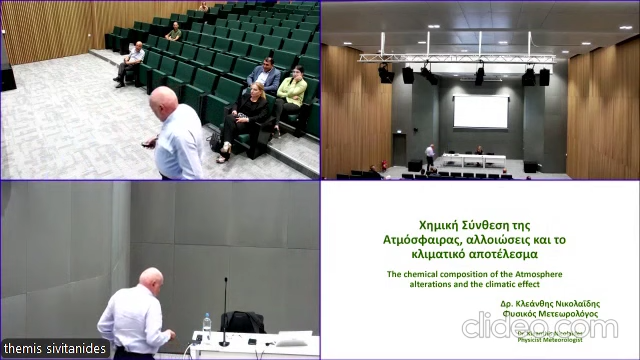 Χημική Σύνθεση της
Ατμόσφαιρας, αλλοιώσεις και το
κλιματικό αποτέλεσμα
The chemical composition of the Atmosphere
alterations and the climatic effect
Δρ. Κλεάνθης Νικολαΐδης
Φυσικός Μετεωρολόγος
Physicist Meteorologist
clideo.com
themis sivitanides